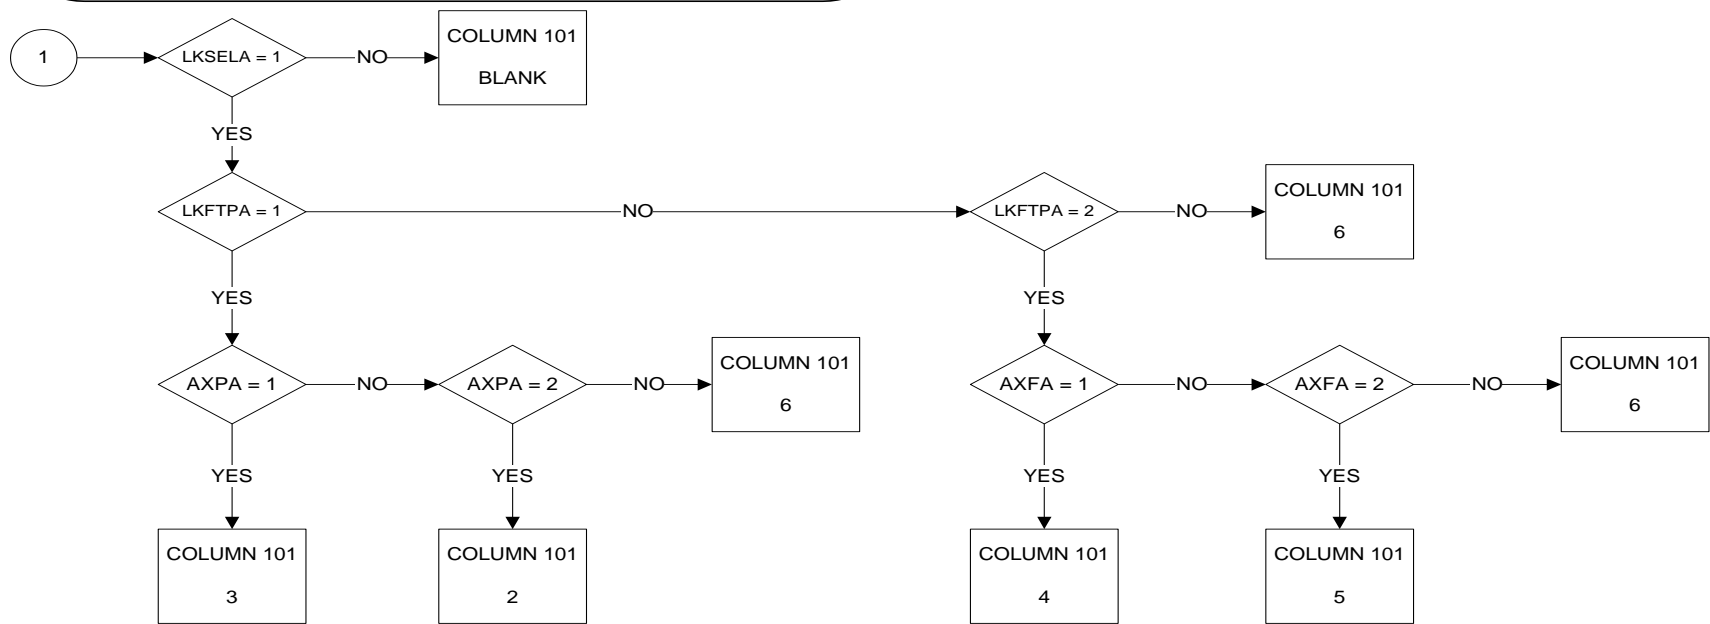 1
LKSELA = 1
NO
COLUMN 101
BLANK
YES
LKFTPA = 1
NO
LKFTPA = 2
NO
COLUMN 101
6
YES
YES
AXPA = 1
NO
AXPA = 2
NO
COLUMN 101
6
AXFA = 1
NO
AXFA = 2
NO
COLUMN 101
6
YES
YES
YES
YES
COLUMN 101
3
COLUMN 101
2
COLUMN 101
4
COLUMN 101
5